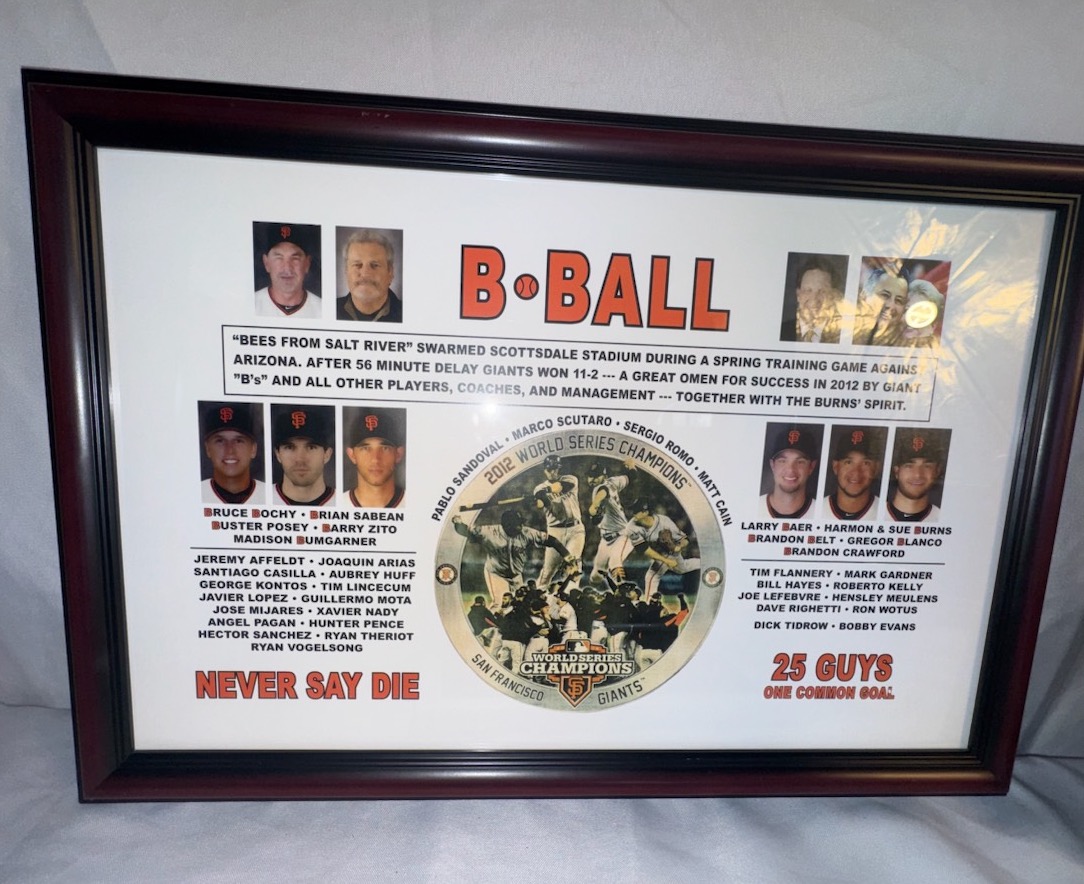 B•BALL
"BEES FROM SALT RIVER" SWARMED SCOTTSDALE STADIUM DURING A SPRING TRAINING GAME AGAINST
ARIZONA. AFTER 56 MINUTE DELAY GIANTS WON 11-2 --- A GREAT OMEN FOR SUCCESS IN 2012 BY GIANT
"B's" AND ALL OTHER PLAYERS, COACHES, AND MANAGEMENT --- TOGETHER WITH THE BURNS' SPIRIT.
BRUCE BOCHY • BRIAN SABEAN
BUSTER POSEY • BARRY ZITO
MADISON BUMGARNER
JEREMY AFFELDT • JOAQUIN ARIAS
SANTIAGO CASILLA • AUBREY HUFF
GEORGE KONTOS • TIM LINCECUM
JAVIER LOPEZ • GUILLERMO MOTA
JOSE MIJARES • XAVIER NADY
ANGEL PAGAN • HUNTER PENCE
HECTOR SANCHEZ • RYAN THERIOT
RYAN VOGELSONG
NEVER SAY DIE
PABLO SANDOVAL • MARCO SCUTARO • SERGIO ROMO • MATT CAIN
2012 WORLD SERIES CHAMPIONS™
WORLD SERIES
CHAMPIONS
SF
SAN FRANCISCO GIANTS™
LARRY BAER • HARMON & SUE BURNS
BRANDON BELT • GREGOR BLANCO
BRANDON CRAWFORD
TIM FLANNERY • MARK GARDNER
BILL HAYES • ROBERTO KELLY
JOE LEFEBVRE • HENSLEY MEULENS
DAVE RIGHETTI • RON WOTUS
DICK TIDROW • BOBBY EVANS
25 GUYS
ONE COMMON GOAL